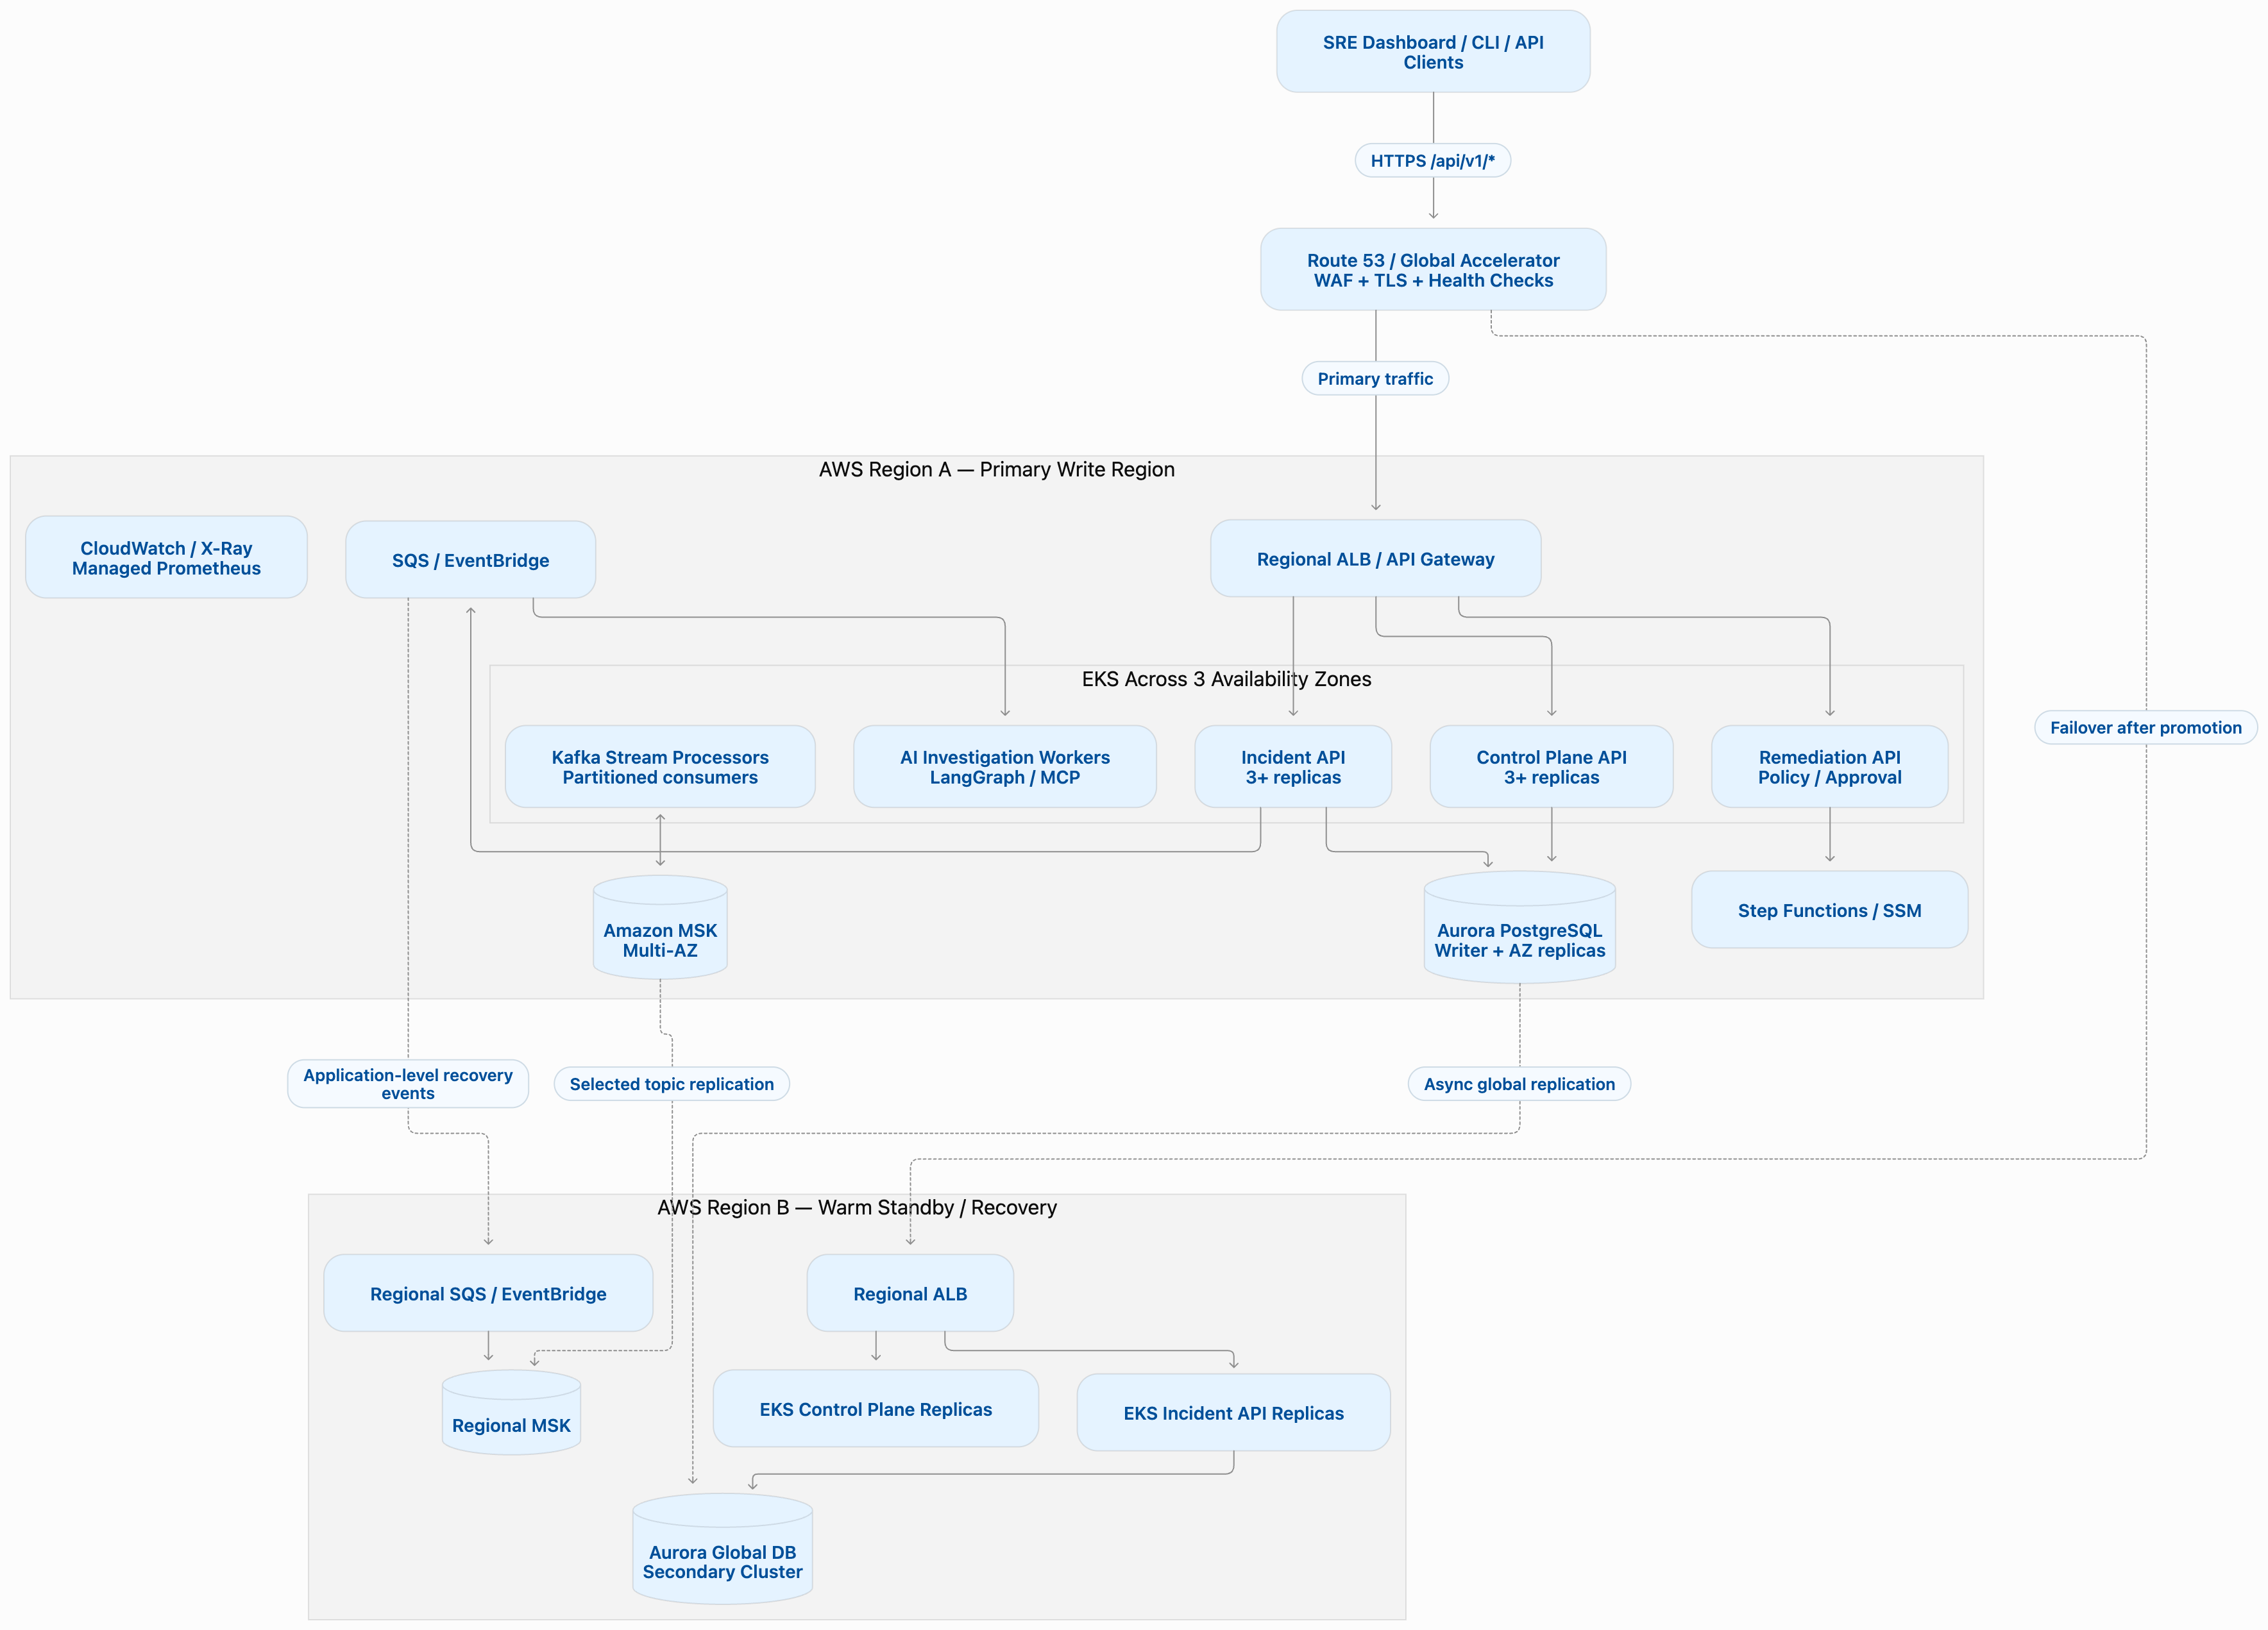 SRE Dashboard / CLI / API
Clients
HTTPS /api/v1/*
Route 53 / Global Accelerator
WAF + TLS + Health Checks
Primary traffic
AWS Region A — Primary Write Region
CloudWatch / X-Ray
Managed Prometheus
SQS / EventBridge
Regional ALB / API Gateway
EKS Across 3 Availability Zones
Kafka Stream Processors
Partitioned consumers
AI Investigation Workers
LangGraph / MCP
Incident API
3+ replicas
Control Plane API
3+ replicas
Remediation API
Policy / Approval
Failover after promotion
Amazon MSK
Multi-AZ
Aurora PostgreSQL
Writer + AZ replicas
Step Functions / SSM
Application-level recovery
events
Selected topic replication
Async global replication
AWS Region B — Warm Standby / Recovery
Regional SQS / EventBridge
Regional ALB
Regional MSK
EKS Control Plane Replicas
EKS Incident API Replicas
Aurora Global DB
Secondary Cluster